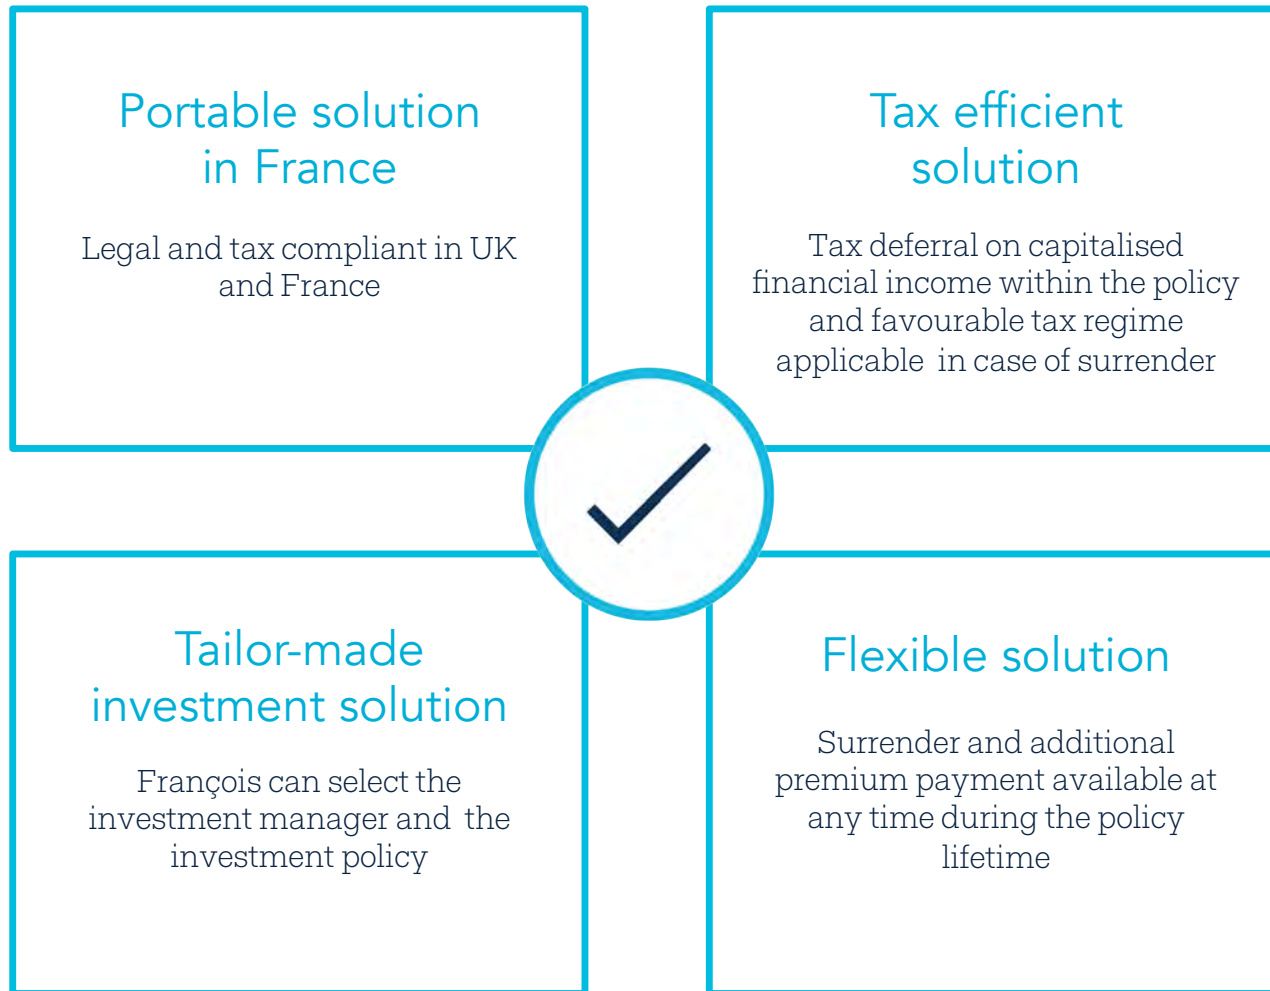 Portable solution
in France
Legal and tax compliant in UK
and France
Tax efficient
solution
Tax deferral on capitalised
financial income within the policy
and favourable tax regime
applicable in case of surrender
Tailor-made
investment solution
François can select the
investment manager and the
investment policy
Flexible solution
Surrender and additional
premium payment available at
any time during the policy
lifetime